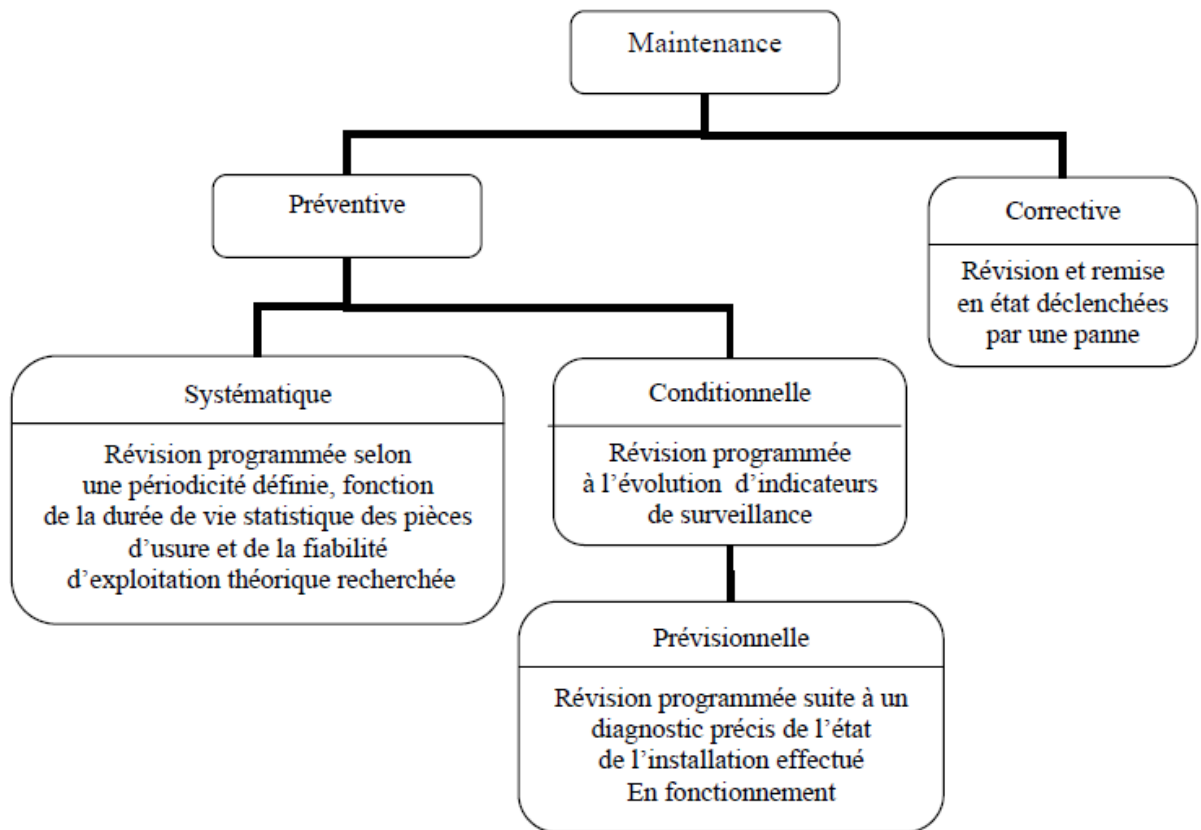 Maintenance
Préventive
Corrective
Révision et remise
en état déclenchées
par une panne
Systématique
Révision programmée selon
une périodicité définie, fonction
de la durée de vie statistique des pièces
d'usure et de la fiabilité
d'exploitation théorique recherchée
Conditionnelle
Révision programmée
à l'évolution d'indicateurs
de surveillance
Prévisionnelle
Révision programmée suite à un
diagnostic précis de l'état
de l'installation effectué
En fonctionnement